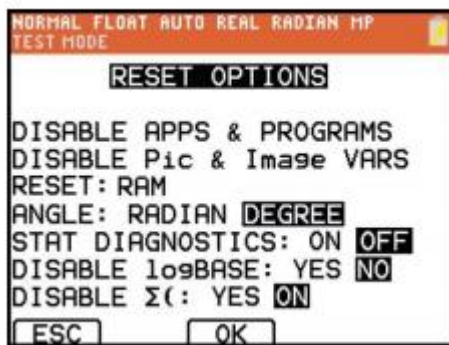 NORMAL FLOAT AUTO REAL RADIAN MP
TEST MODE
RESET OPTIONS
DISABLE APPS & PROGRAMS
DISABLE Pic & Image VARS
RESET: RAM
ANGLE: RADIAN DEGREE
STAT DIAGNOSTICS: ON OFF
DISABLE logBASE: YES NO
DISABLE Σ(: YES ON
ESC OK